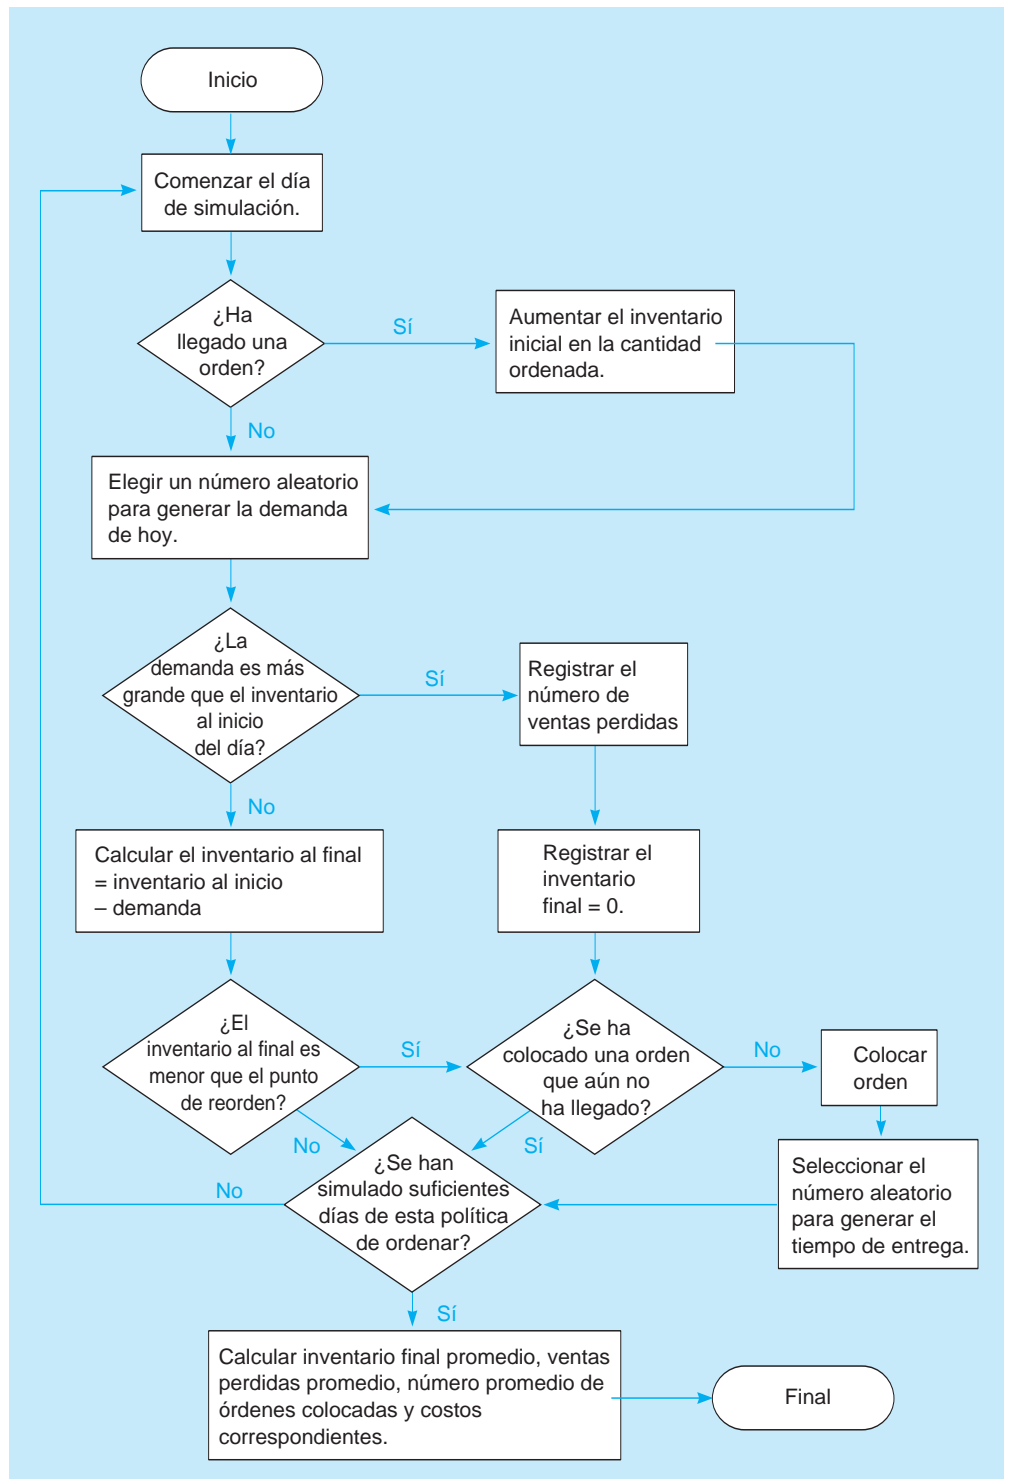 Inicio
Comenzar el día
de simulación.
¿Ha
llegado una
orden?
Sí
Aumentar el inventario
inicial en la cantidad
ordenada.
No
Elegir un número aleatorio
para generar la demanda
de hoy.
¿La
demanda es más
grande que el inventario
al inicio
del día?
Sí
Registrar el
número de
ventas perdidas
No
Calcular el inventario al final
= inventario al inicio
– demanda
Registrar el
inventario
final = 0.
¿El
inventario al final es
menor que el punto
de reorden?
Sí
¿Se ha
colocado una orden
que aún no
ha llegado?
No
Colocar
orden
No
Sí
Seleccionar el
número aleatorio
para generar el
tiempo de entrega.
¿Se han
simulado suficientes
días de esta política
de ordenar?
No
Sí
Calcular inventario final promedio, ventas
perdidas promedio, número promedio de
órdenes colocadas y costos
correspondientes.
Final